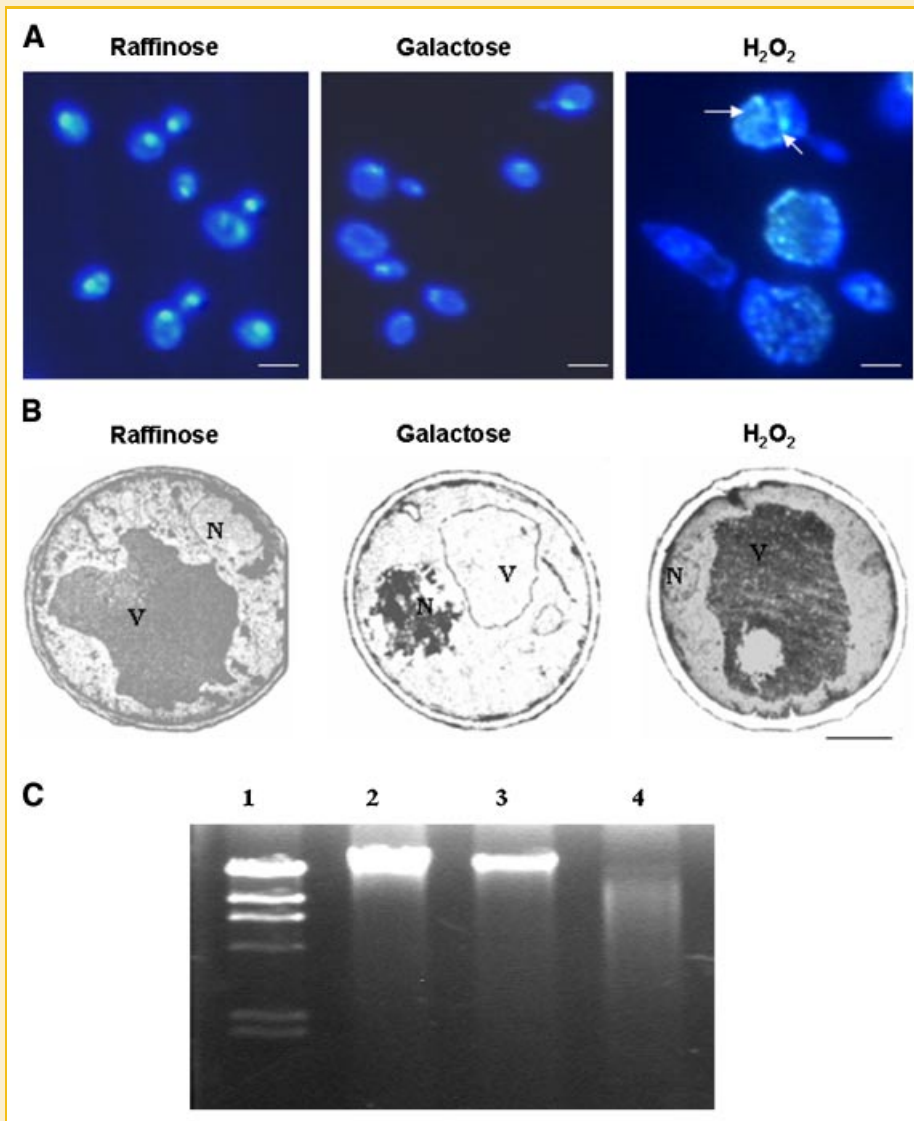 A
Raffinose Galactose H₂O₂
B
Raffinose Galactose H₂O₂
N V N V N V
C
1 2 3 4